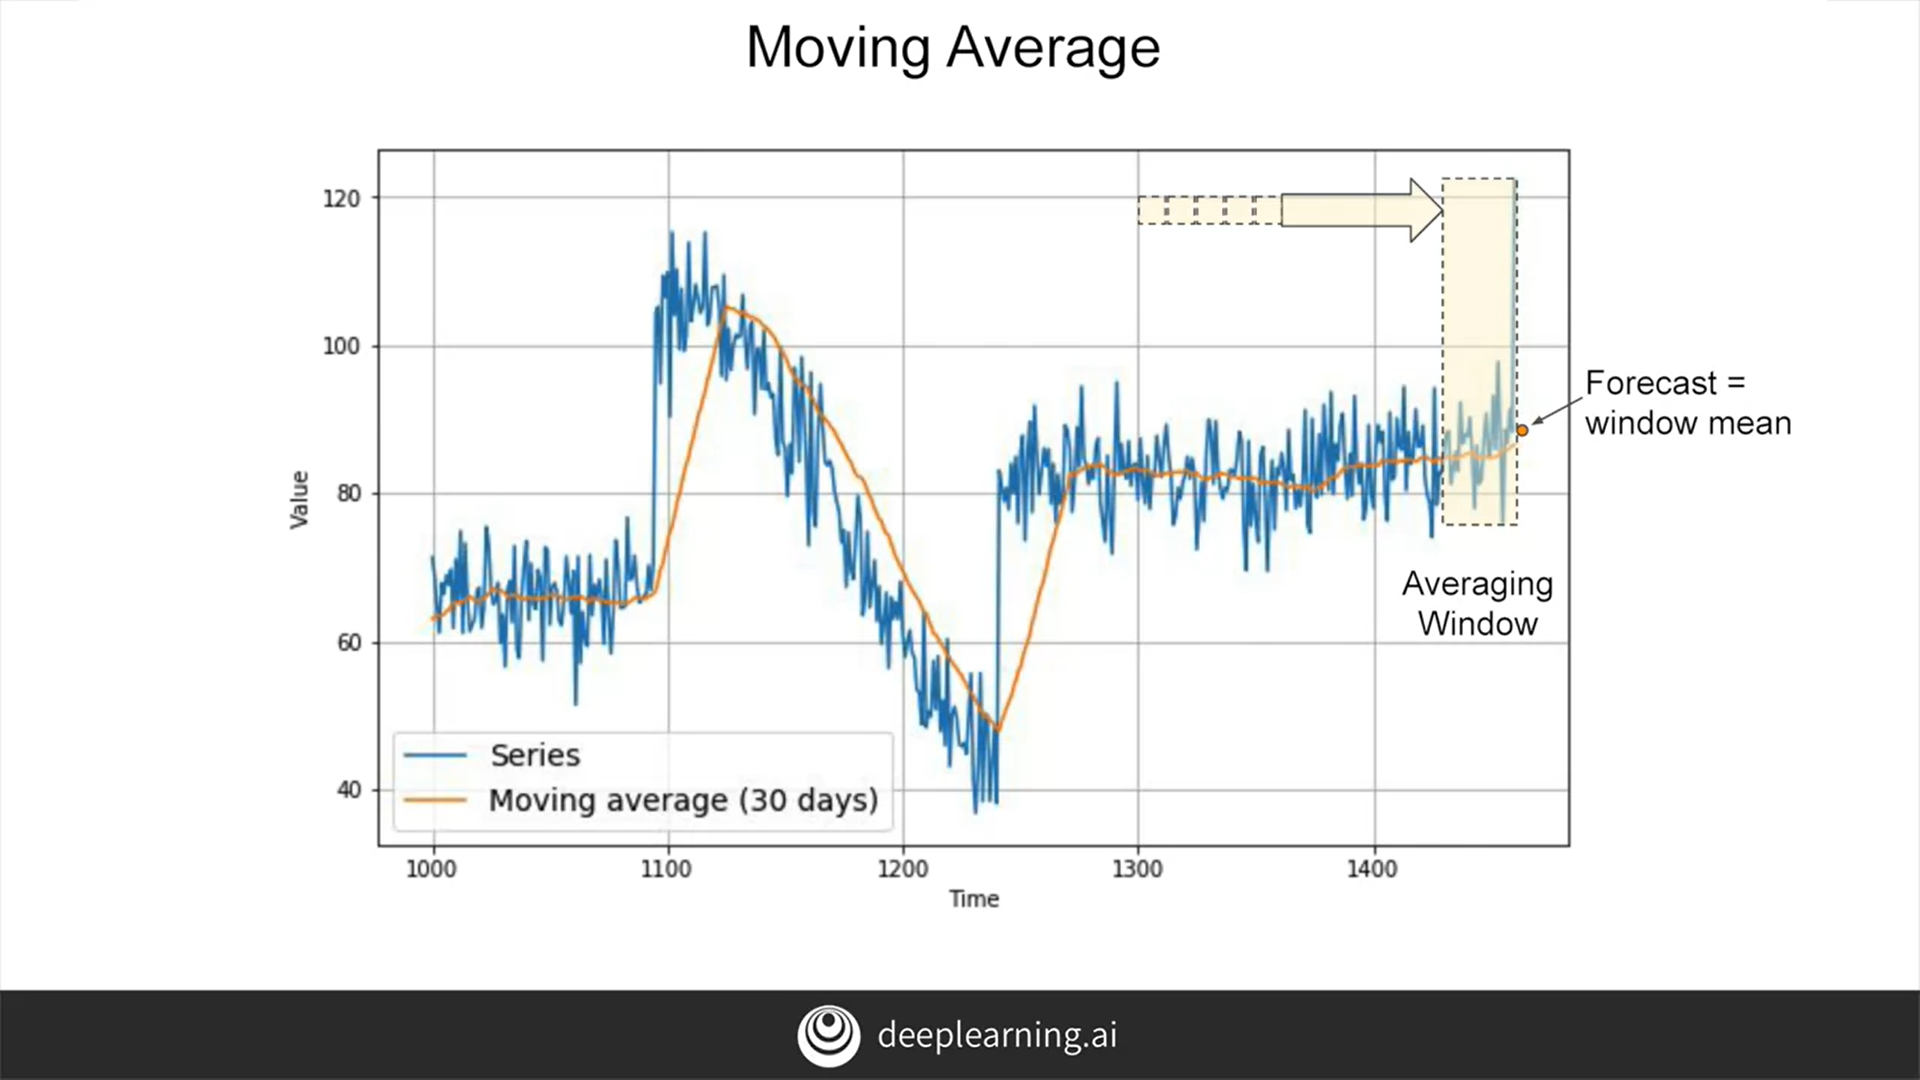 Moving Average
120
100
80
60
40
Value
Forecast =
window mean
Averaging
Window
Series
Moving average (30 days)
1000 1100 1200 1300 1400
Time
deeplearning.ai